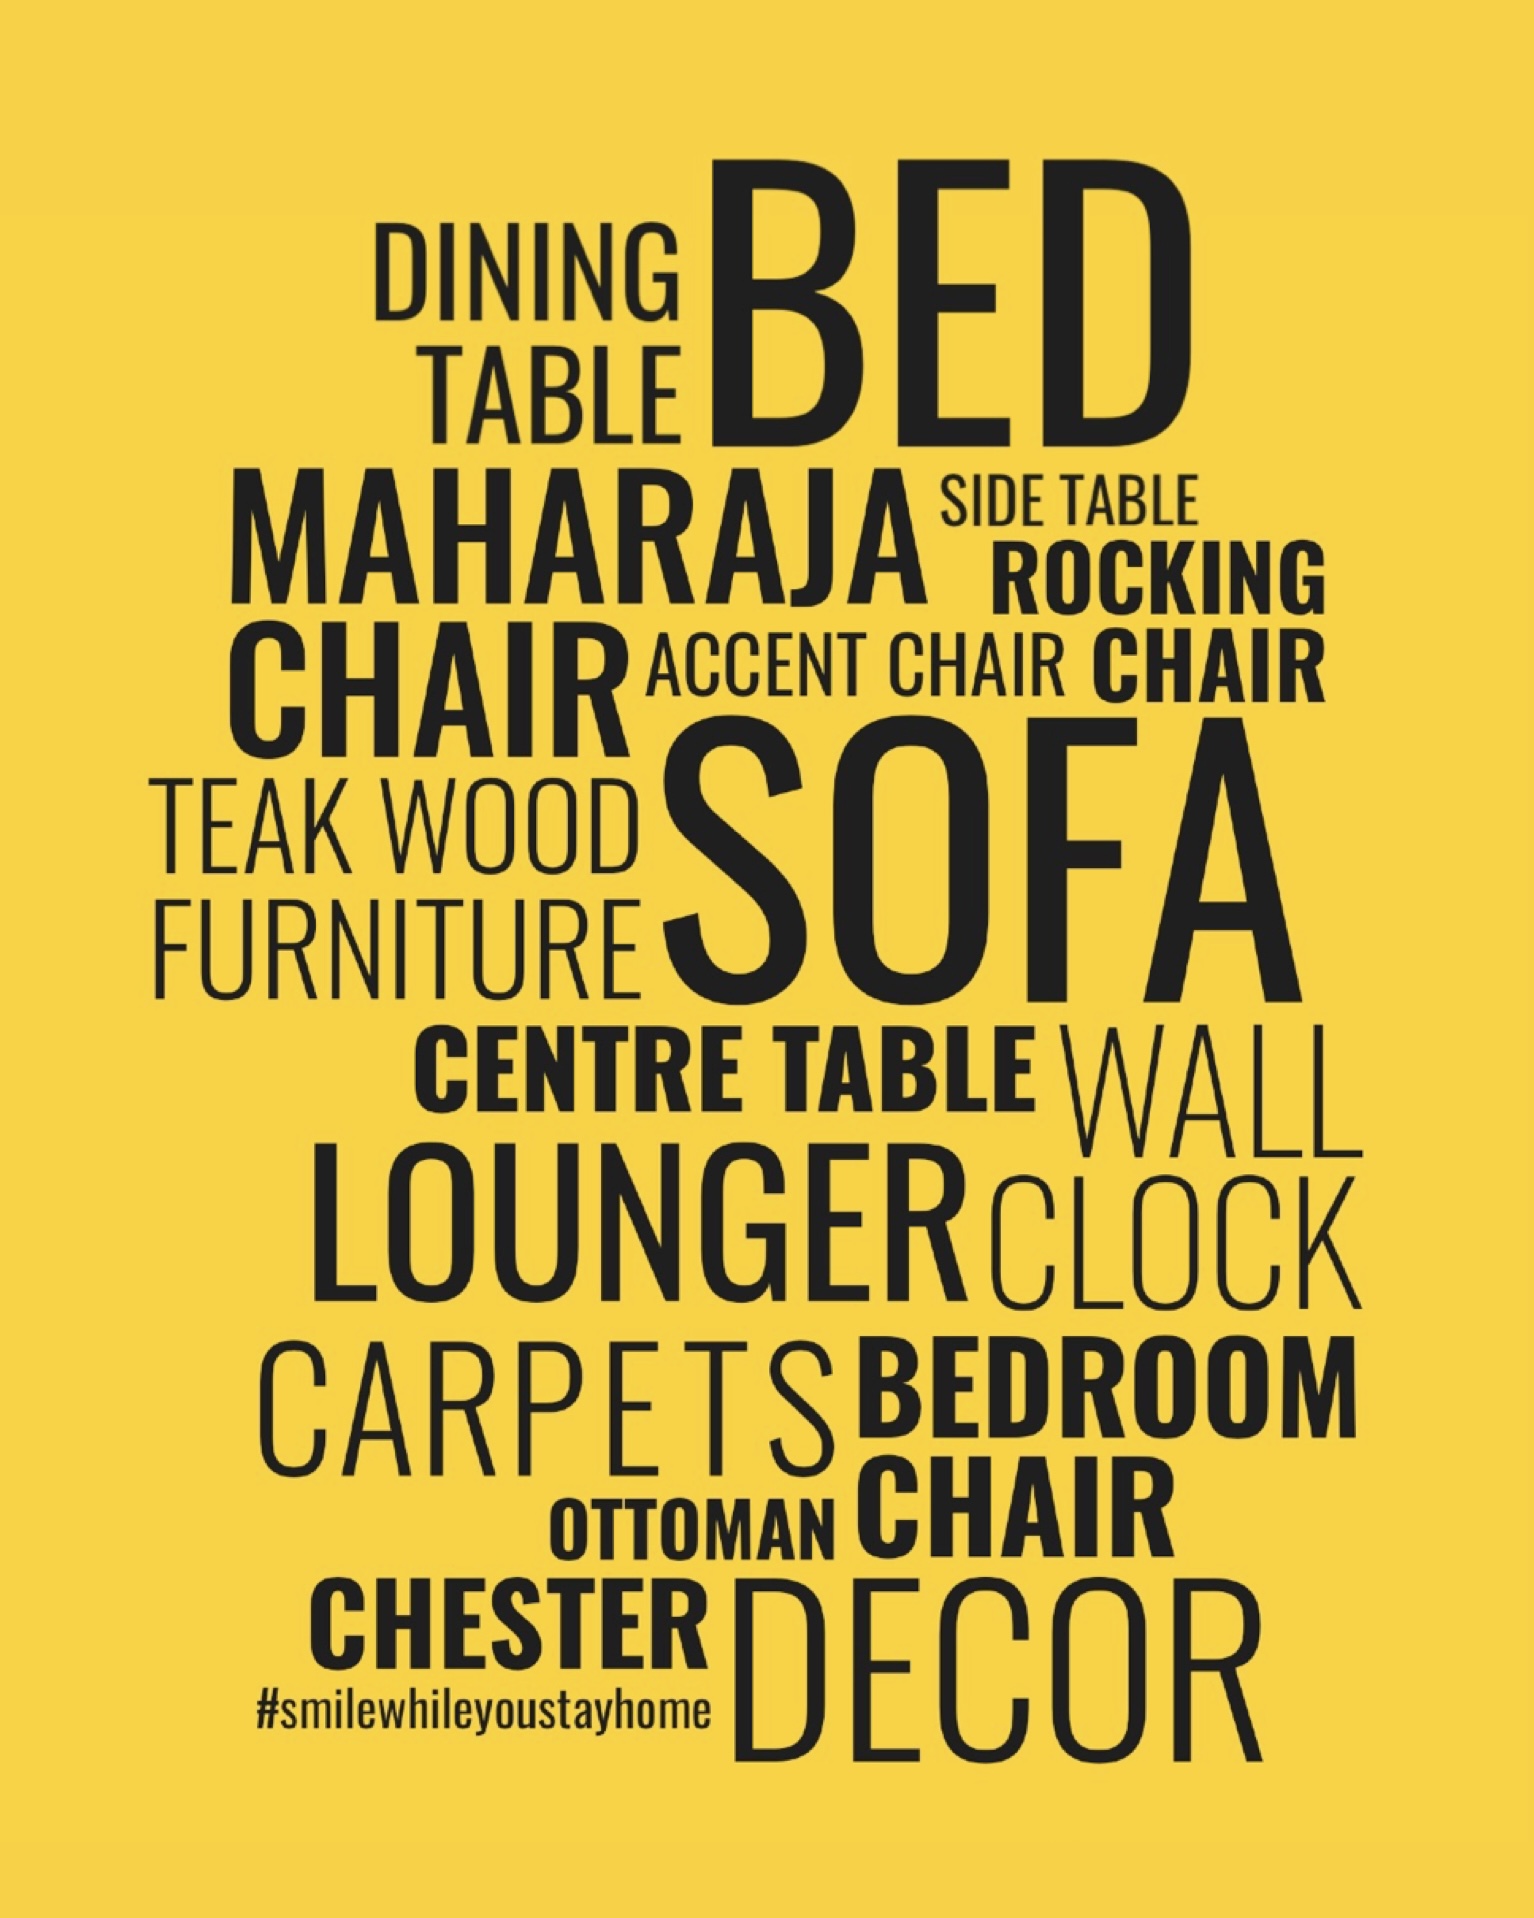 DINING
TABLE
BED
MAHARAJA
CHAIR
SIDE TABLE
ROCKING
CHAIR
ACCENT CHAIR
TEAK WOOD
FURNITURE
SOFA
CENTRE TABLE
WALL
CLOCK
LOUNGER
CARPETS
BEDROOM
CHAIR
OTTOMAN
CHESTER
#smilewhileyoustayhome
DECOR